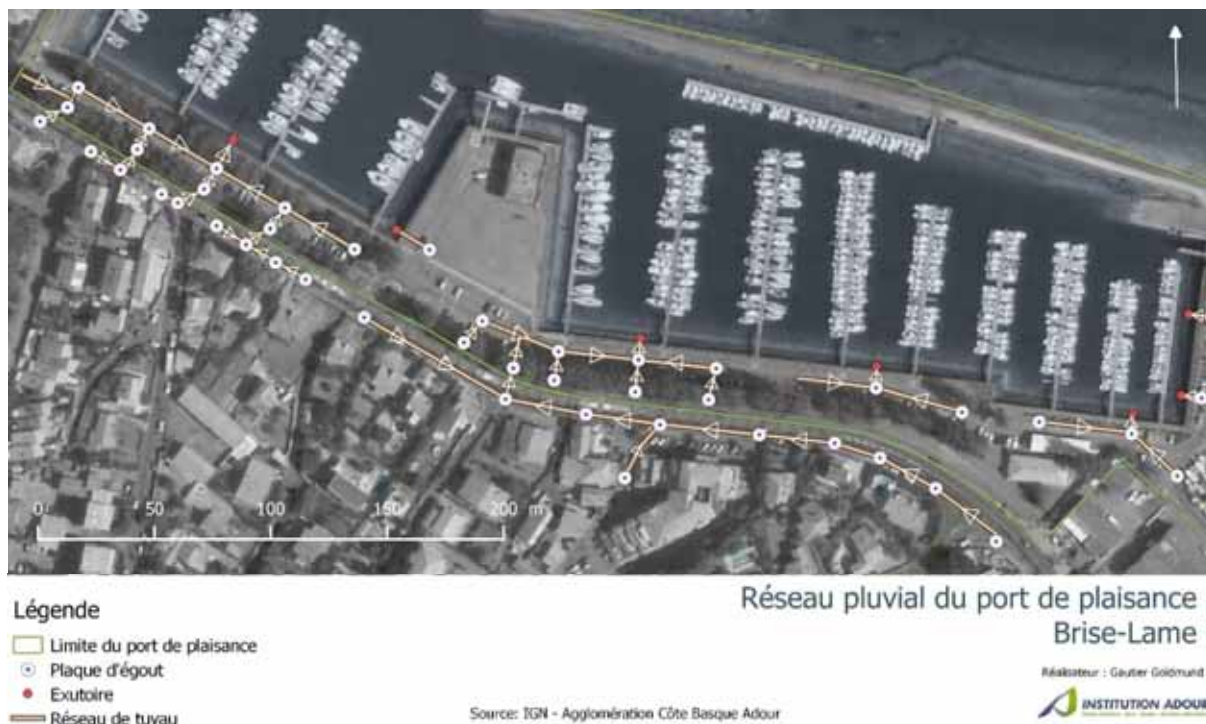 0 50 100 150 200 m
Réseau pluvial du port de plaisance
Brise-Lame
Légende
Limite du port de plaisance
Plaque d'égout
Exutoire
Réseau de tuyau
Source: IGN - Agglomération Côte Basque Adour
Réalisateur : Gautier Goldmund
INSTITUTION ADOUR